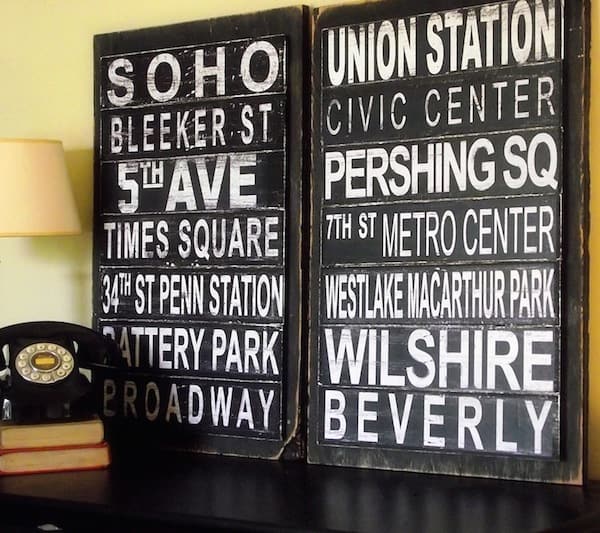 SOHO
BLEEKER ST
5TH AVE
TIMES SQUARE
34TH ST PENN STATION
BATTERY PARK
BROADWAY
UNION STATION
CIVIC CENTER
PERSHING SQ
7TH ST METRO CENTER
WESTLAKE MACARTHUR PARK
WILSHIRE
BEVERLY